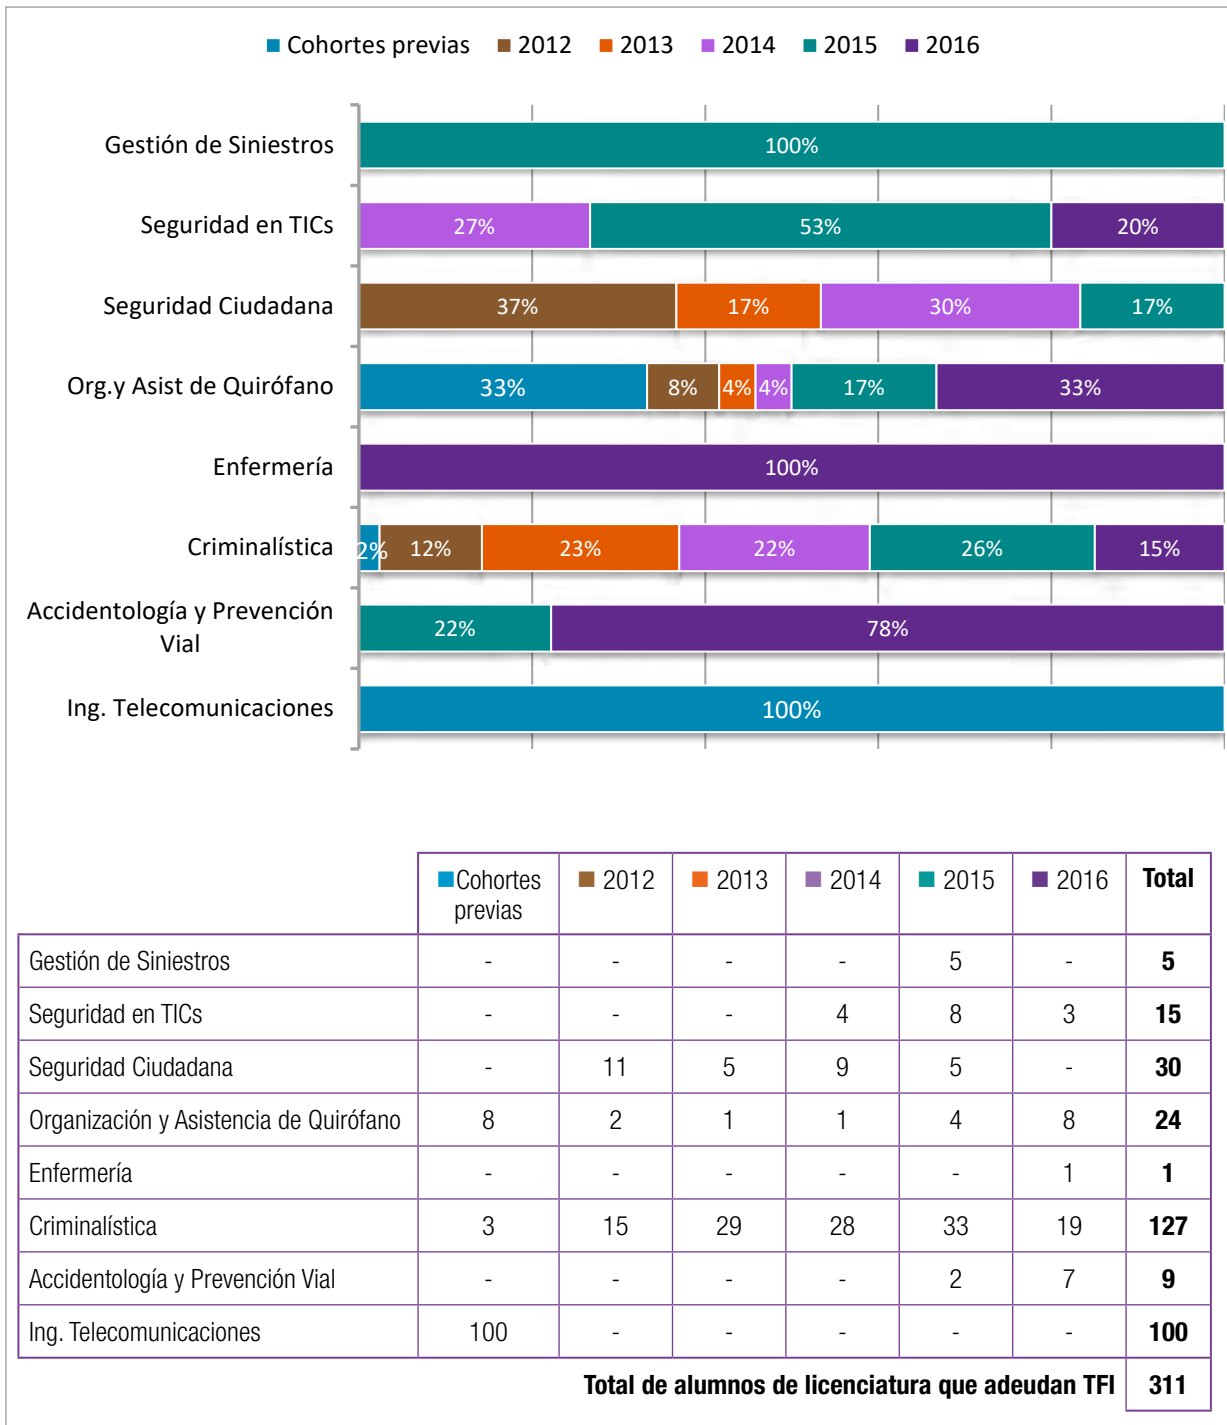 Cohortes previas 2012 2013 2014 2015 2016
Gestión de Siniestros 100%
Seguridad en TICs 27% 53% 20%
Seguridad Ciudadana 37% 17% 30% 17%
Org.y Asist de Quirófano 33% 8% 4% 4% 17% 33%
Enfermería 100%
Criminalística 2% 12% 23% 22% 26% 15%
Accidentología y Prevención
Vial 22% 78%
Ing. Telecomunicaciones 100%
Cohortes previas 2012 2013 2014 2015 2016 Total
Gestión de Siniestros - - - - 5 - 5
Seguridad en TICs - - - 4 8 3 15
Seguridad Ciudadana - 11 5 9 5 - 30
Organización y Asistencia de Quirófano 8 2 1 1 4 8 24
Enfermería - - - - - 1 1
Criminalística 3 15 29 28 33 19 127
Accidentología y Prevención Vial - - - - 2 7 9
Ing. Telecomunicaciones 100 - - - - - 100
Total de alumnos de licenciatura que adeudan TFI 311